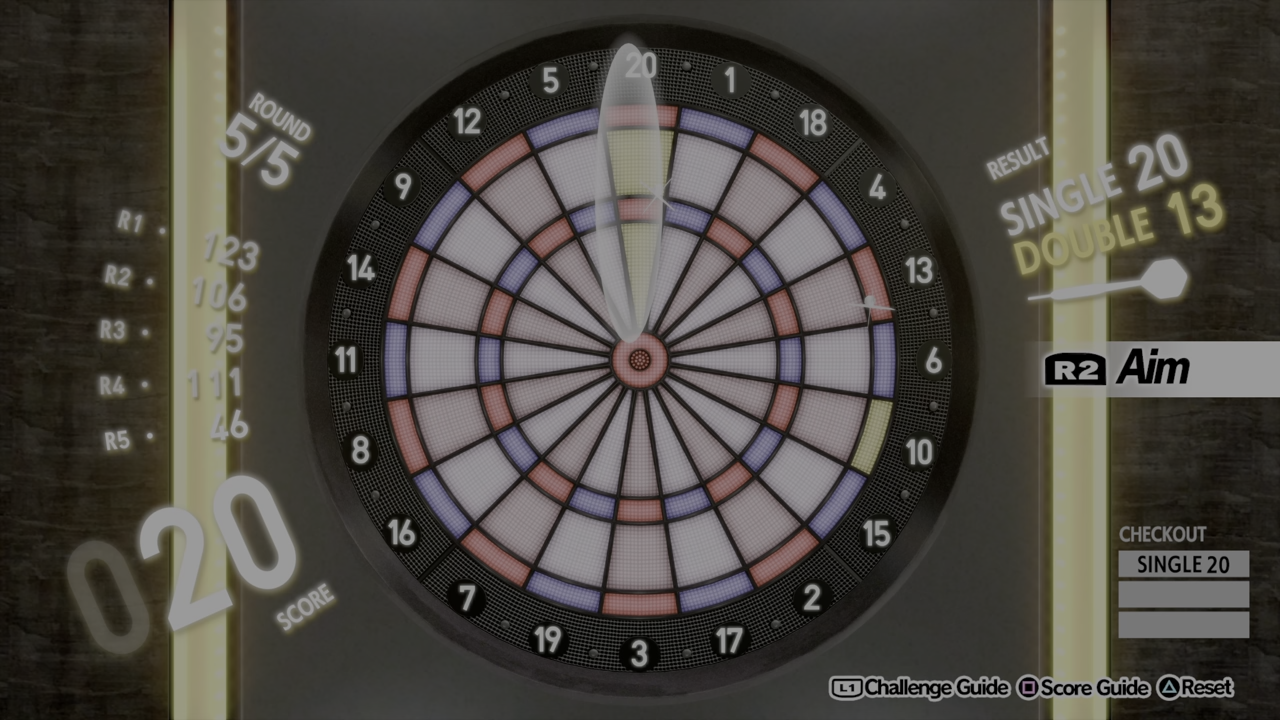 ROUND
5/5
R1 • 123
R2 • 106
R3 • 95
R4 • 111
R5 • 46
020
SCORE
20
1
18
4
13
6
10
15
2
17
3
19
7
16
8
11
14
9
12
5
RESULT
SINGLE 20
DOUBLE 13
R2 Aim
CHECKOUT
SINGLE 20
L1 Challenge Guide Score Guide Reset